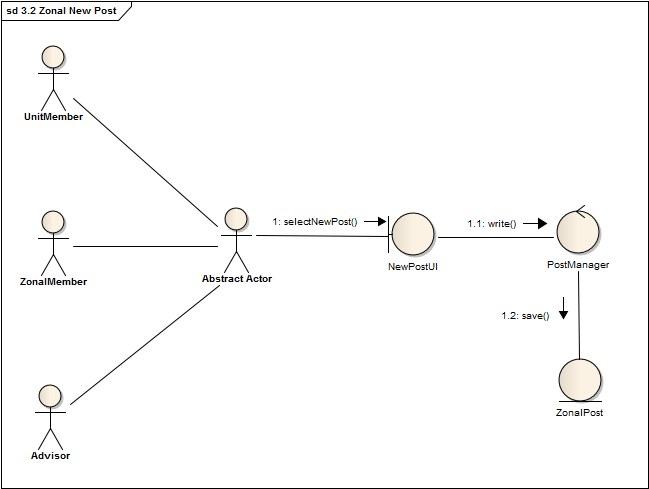 sd 3.2 Zonal New Post
UnitMember
1: selectNewPost()
1.1: write()
NewPostUI
PostManager
ZonalMember
Abstract Actor
1.2: save()
ZonalPost
Advisor